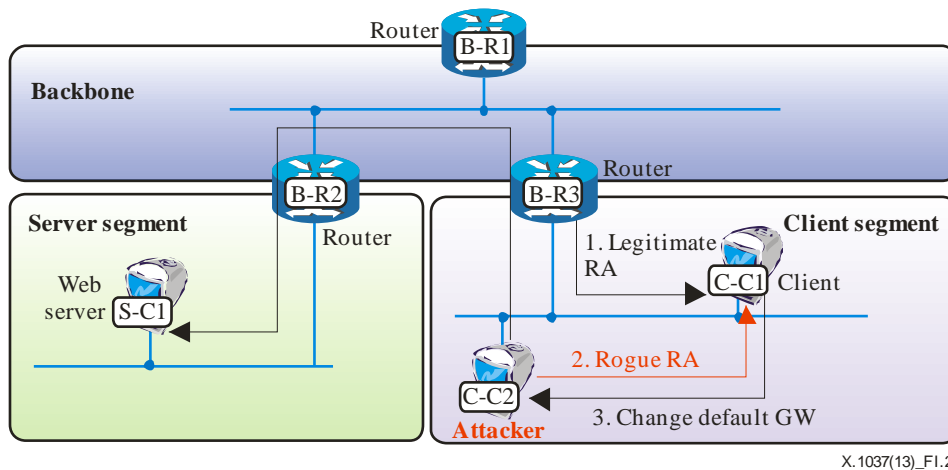 Router
B-R1
Backbone
Router
B-R2
B-R3
Server segment
Router
Client segment
1. Legitimate
RA
Web
server
S-C1
C-C1
Client
2. Rogue RA
C-C2
3. Change default GW
Attacker
X.1037(13)_FI.2